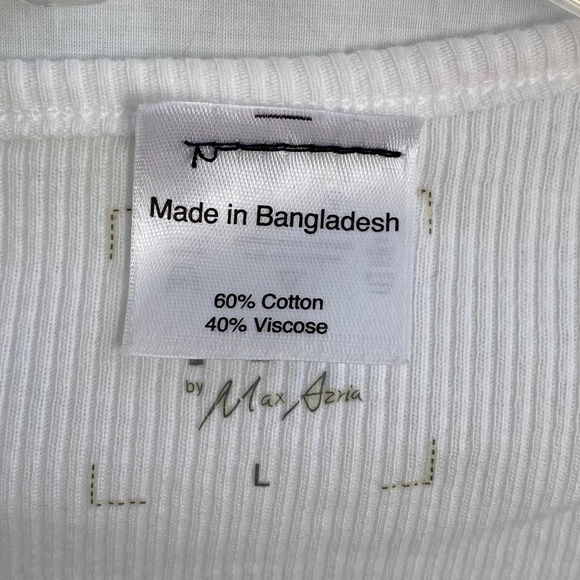 Made in Bangladesh
60% Cotton
40% Viscose
by Max Azria
L